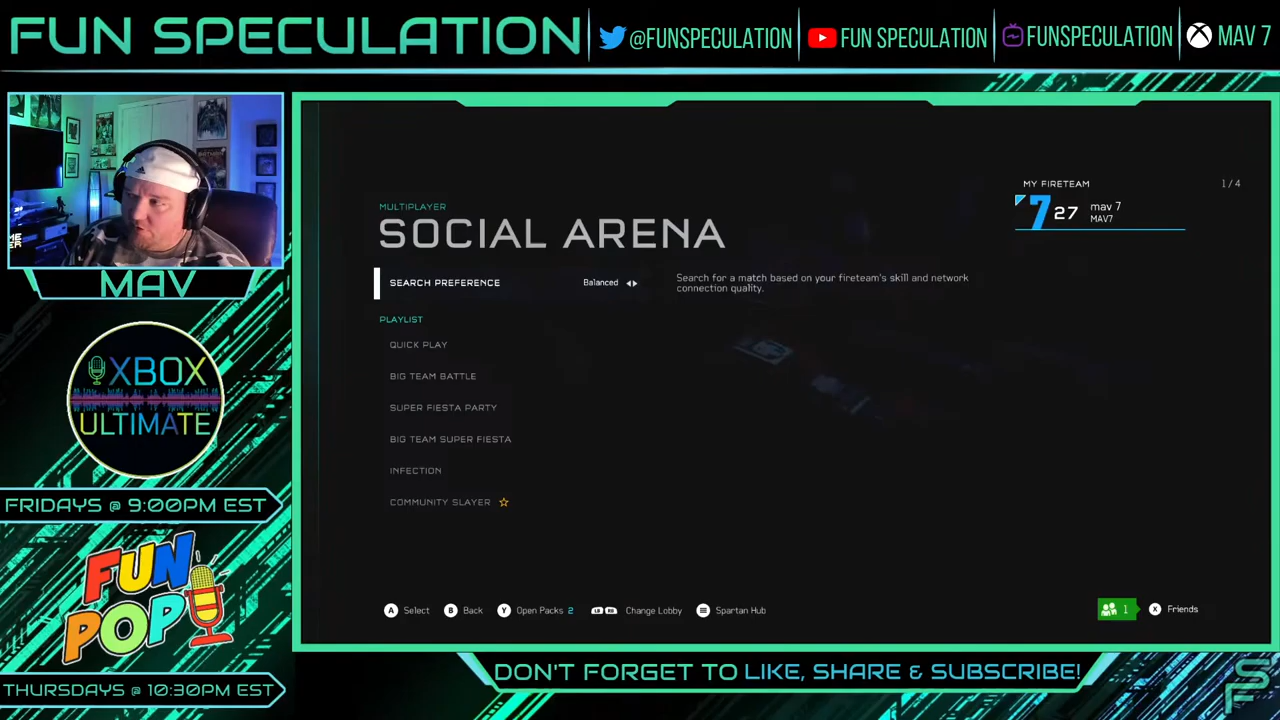 FUN SPECULATION
@FUNSPECULATION
FUN SPECULATION
FUNSPECULATION
MAV 7
MAV
XBOX
ULTIMATE
FRIDAYS @ 9:00PM EST
FUN
POP
THURSDAYS @ 10:30PM EST
MULTIPLAYER
SOCIAL ARENA
SEARCH PREFERENCE Balanced
Search for a match based on your fireteam's skill and network
connection quality.
PLAYLIST
QUICK PLAY
BIG TEAM BATTLE
SUPER FIESTA PARTY
BIG TEAM SUPER FIESTA
INFECTION
COMMUNITY SLAYER
MY FIRETEAM 1/4
7 27 mav 7
MAV7
A Select B Back Y Open Packs 2 LB RB Change Lobby Spartan Hub
1 X Friends
DON'T FORGET TO LIKE, SHARE & SUBSCRIBE!
SF